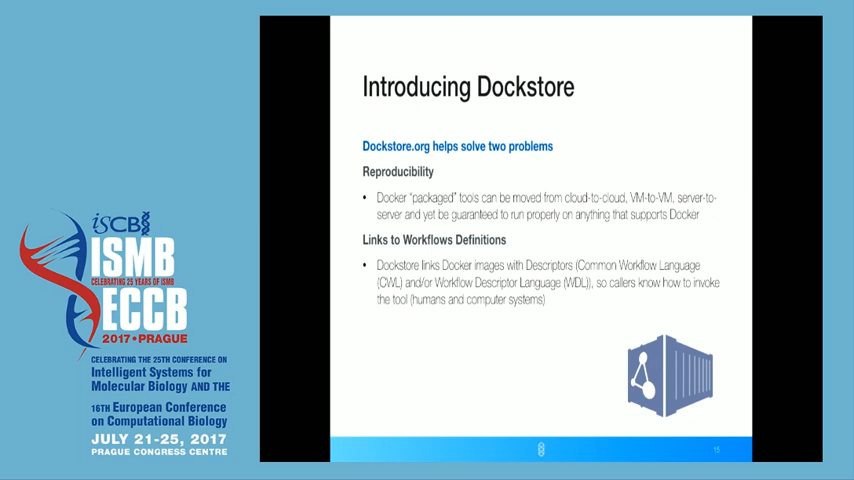 Introducing Dockstore
Dockstore.org helps solve two problems
Reproducibility
• Docker “packaged” tools can be moved from cloud-to-cloud, VM-to-VM, server-to-
server and yet be guaranteed to run properly on anything that supports Docker
Links to Workflows Definitions
• Dockstore links Docker images with Descriptors (Common Workflow Language
(CWL) and/or Workflow Descriptor Language (WDL)), so callers know how to invoke
the tool (humans and computer systems)
15
iSCB
ISMB
CELEBRATING 25 YEARS OF ISMB
ECCB
2017 • PRAGUE
CELEBRATING THE 25TH CONFERENCE ON
Intelligent Systems for
Molecular Biology AND THE
16TH European Conference
on Computational Biology
JULY 21-25, 2017
PRAGUE CONGRESS CENTRE